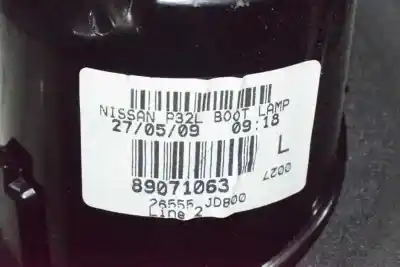 NISSAN P32L BOOT LAMP
27/05/09 09:18
L
0027
89071063
26555 JD800
Line 2